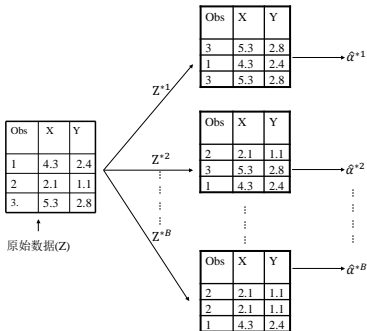 Obs X Y
3 5.3 2.8
1 4.3 2.4
3 5.3 2.8
α̂*1
Z*1
Obs X Y
1 4.3 2.4
2 2.1 1.1
3. 5.3 2.8
原始数据(Z)
Z*2
Obs X Y
2 2.1 1.1
3 5.3 2.8
1 4.3 2.4
α̂*2
Z*B
Obs X Y
2 2.1 1.1
2 2.1 1.1
1 4.3 2.4
α̂*B